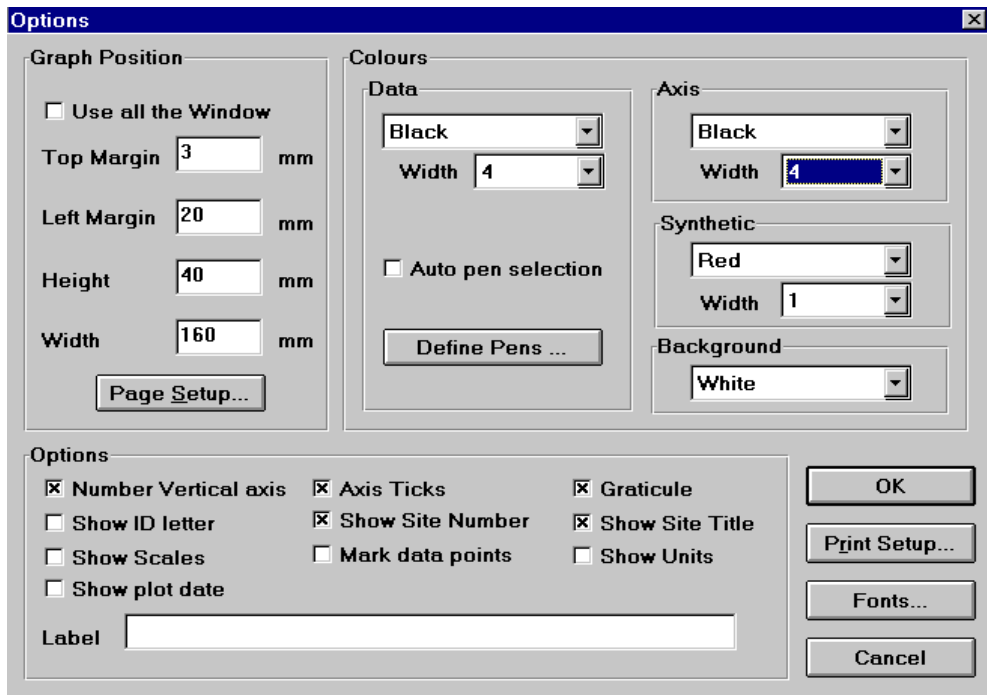 Options
Graph Position
Use all the Window
Top Margin 3 mm
Left Margin 20 mm
Height 40 mm
Width 160 mm
Page Setup...
Colours
Data
Black
Width 4
Auto pen selection
Define Pens ...
Axis
Black
Width 4
Synthetic
Red
Width 1
Background
White
Options
Number Vertical axis Axis Ticks Graticule
Show ID letter Show Site Number Show Site Title
Show Scales Mark data points Show Units
Show plot date
Label
OK
Print Setup...
Fonts...
Cancel